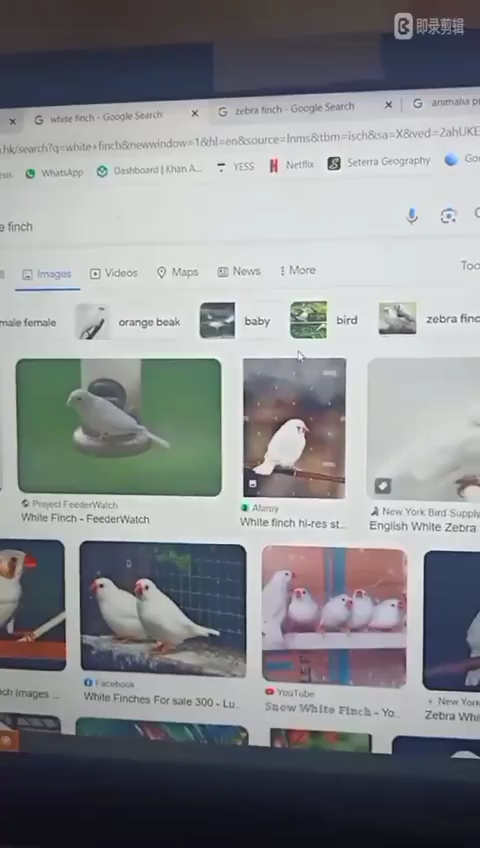 即录剪辑
white finch - Google Search
zebra finch - Google Search
animalia
.hk/search?q=white+finch&newwindow=1&hl=en&source=lnms&tbm=isch&sa=X&ved=2ahUKE
WhatsApp
Dashboard | Khan A...
YESS
Netflix
Seterra Geography
finch
Images
Videos
Maps
News
More
male female
orange beak
baby
bird
zebra
Project FeederWatch
White Finch - FeederWatch
Alamy
White finch hi-res st...
New York Bird Supply
English White Zebra
Images ...
Facebook
White Finches For sale 300 - Lu..
YouTube
Snow White Finch - Yo..
New York
Zebra